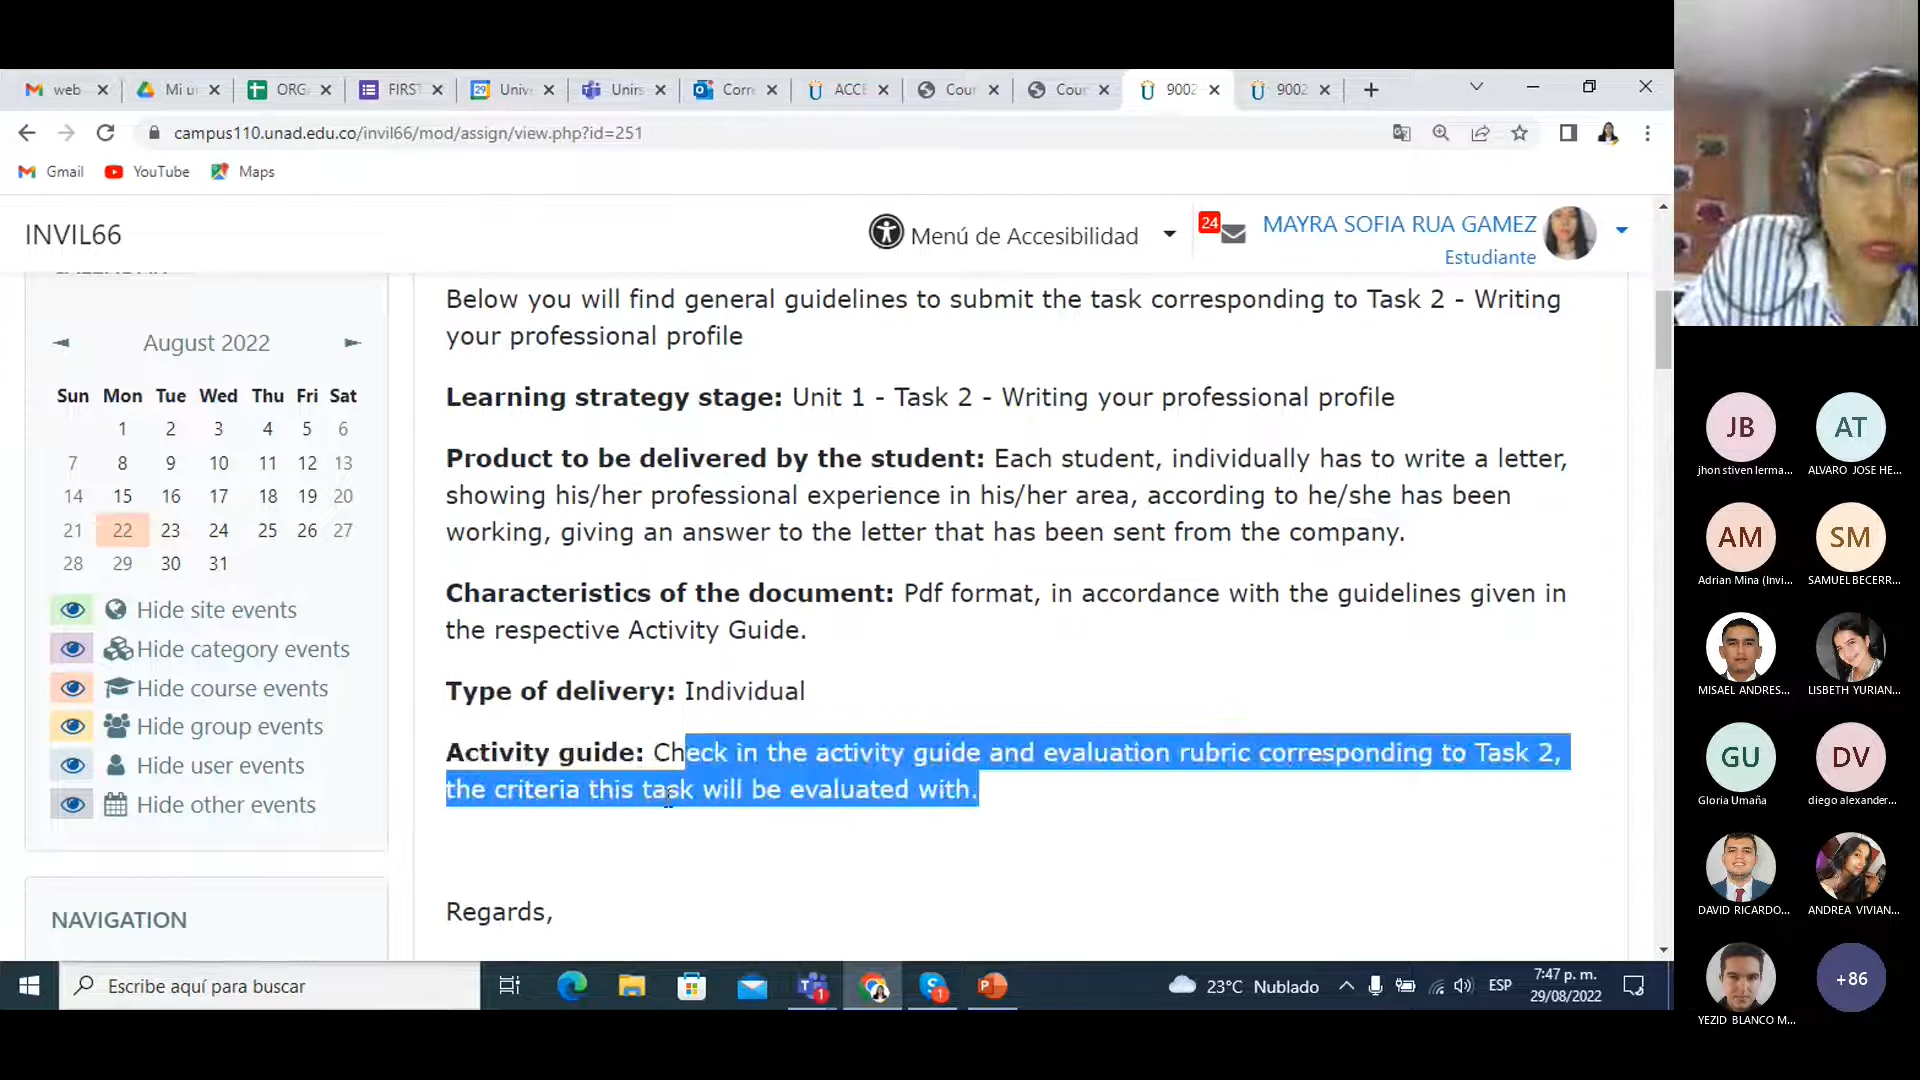 web
Mi u
ORG
FIRST
Univ
Unirs
Corr
ACCE
Cour
Cour
9002
9002
campus110.unad.edu.co/invil66/mod/assign/view.php?id=251
Gmail
YouTube
Maps
INVIL66
Menú de Accesibilidad
24
MAYRA SOFIA RUA GAMEZ
Estudiante
August 2022
Sun Mon Tue Wed Thu Fri Sat
1 2 3 4 5 6
7 8 9 10 11 12 13
14 15 16 17 18 19 20
21 22 23 24 25 26 27
28 29 30 31
Hide site events
Hide category events
Hide course events
Hide group events
Hide user events
Hide other events
NAVIGATION
Below you will find general guidelines to submit the task corresponding to Task 2 - Writing
your professional profile
Learning strategy stage: Unit 1 - Task 2 - Writing your professional profile
Product to be delivered by the student: Each student, individually has to write a letter,
showing his/her professional experience in his/her area, according to he/she has been
working, giving an answer to the letter that has been sent from the company.
Characteristics of the document: Pdf format, in accordance with the guidelines given in
the respective Activity Guide.
Type of delivery: Individual
Activity guide: Check in the activity guide and evaluation rubric corresponding to Task 2,
the criteria this task will be evaluated with.
Regards,
Escribe aquí para buscar
23°C Nublado
ESP
7:47 p. m.
29/08/2022
JB
jhon stiven lerma...
AT
ALVARO JOSE HE...
AM
Adrian Mina (Invi...
SM
SAMUEL BECERR...
MISAEL ANDRES...
LISBETH YURIAN...
GU
Gloria Umaña
DV
diego alexander...
DAVID RICARDO...
ANDREA VIVIAN...
YEZID BLANCO M...
+86